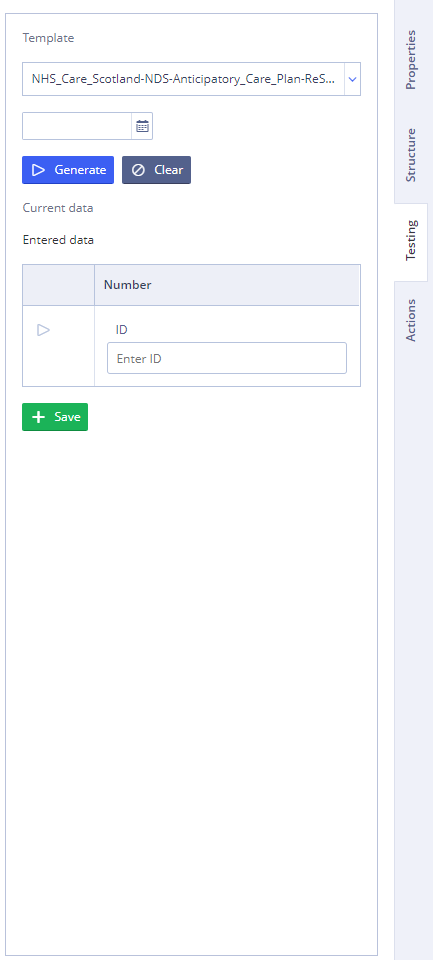 Template
NHS_Care_Scotland-NDS-Anticipatory_Care_Plan-ReS...
Generate
Clear
Current data
Entered data
Number
ID
Enter ID
Save
Properties
Structure
Testing
Actions